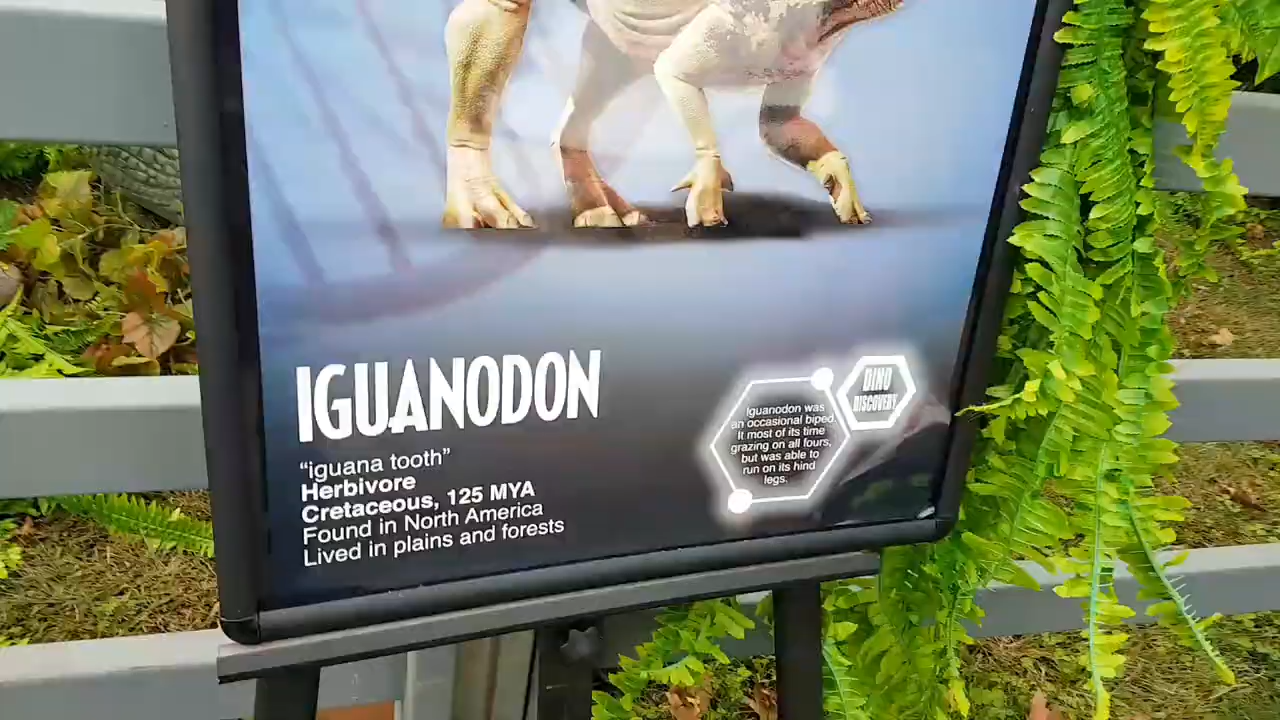 IGUANODON
“iguana tooth”
Herbivore
Cretaceous, 125 MYA
Found in North America
Lived in plains and forests
Iguanodon was
an occasional biped.
It most of its time
grazing on all fours,
but was able to
run on its hind
legs.
DINO
DISCOVERY